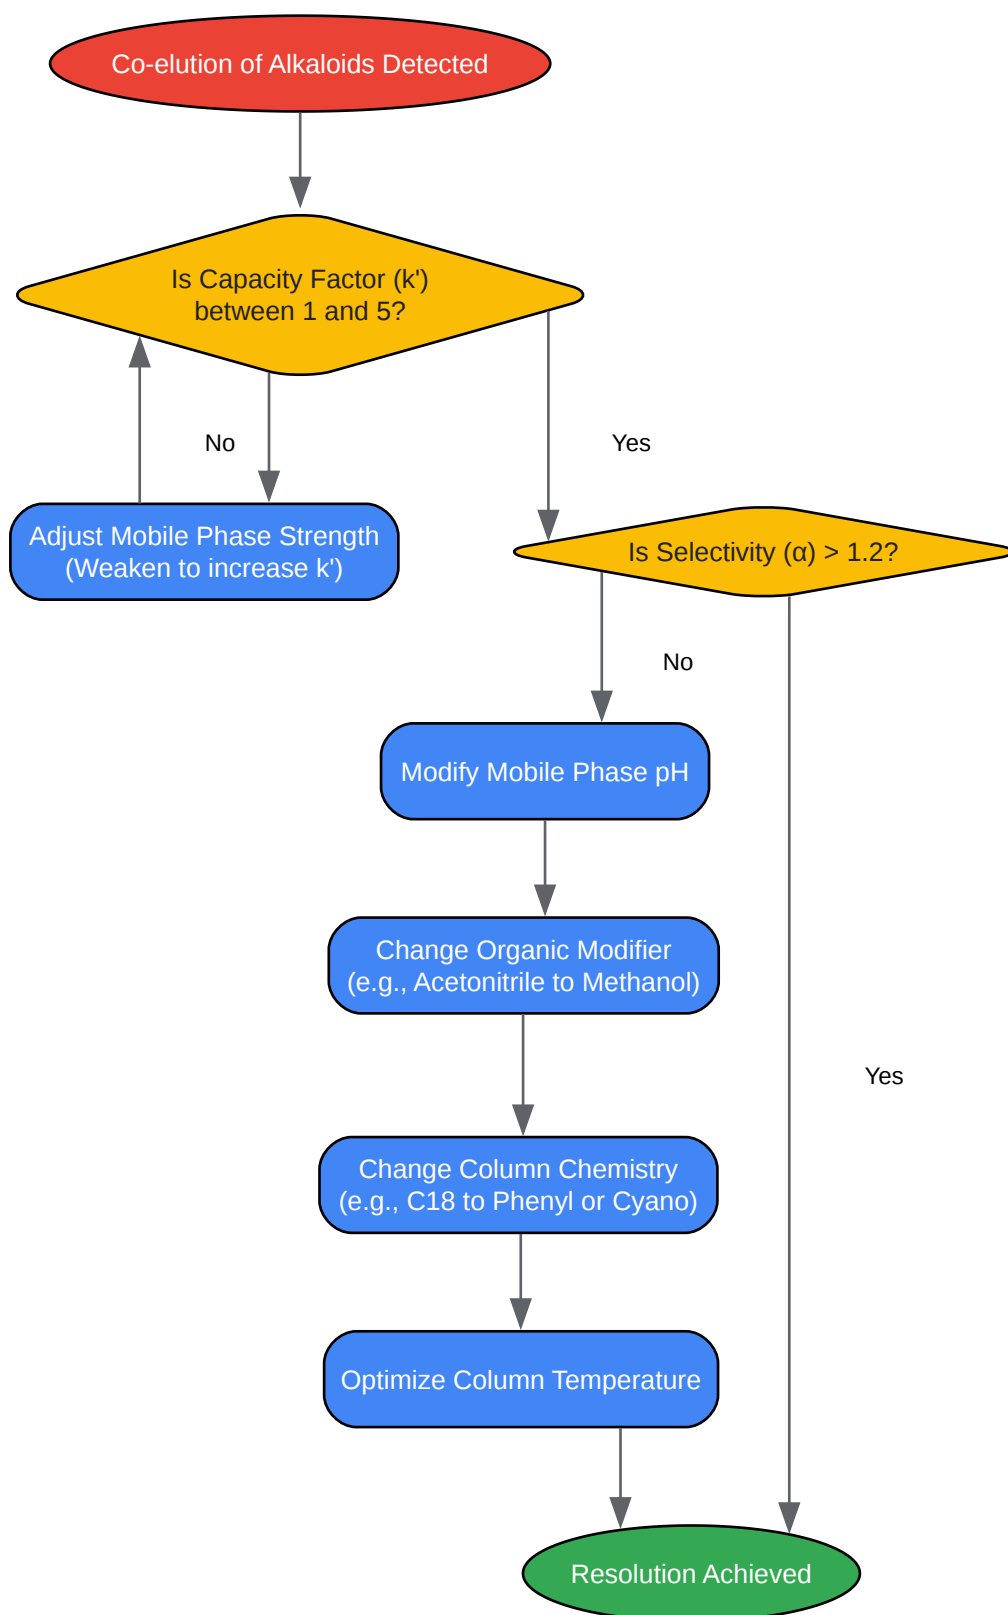 Co-elution of Alkaloids Detected
Is Capacity Factor (k')
between 1 and 5?
No
Yes
Adjust Mobile Phase Strength
(Weaken to increase k')
Is Selectivity (α) > 1.2?
No
Modify Mobile Phase pH
Change Organic Modifier
(e.g., Acetonitrile to Methanol)
Yes
Change Column Chemistry
(e.g., C18 to Phenyl or Cyano)
Optimize Column Temperature
Resolution Achieved